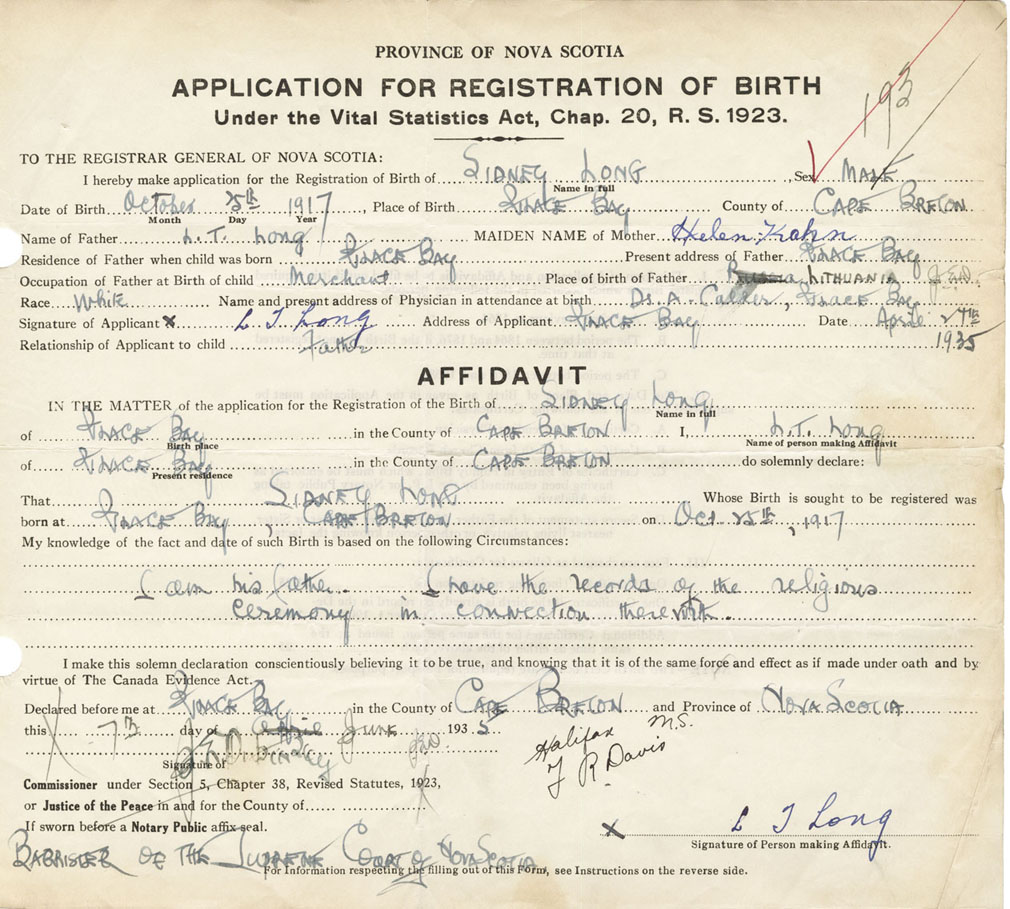 193
PROVINCE OF NOVA SCOTIA
APPLICATION FOR REGISTRATION OF BIRTH
Under the Vital Statistics Act, Chap. 20, R. S. 1923.
TO THE REGISTRAR GENERAL OF NOVA SCOTIA:
I hereby make application for the Registration of Birth of SIDNEY LONG, Sex MALE
Name in full
Date of Birth October 25th 1917, Place of Birth GLACE BAY County of CAPE BRETON
Month Day Year
Name of Father L. T. Long MAIDEN NAME of Mother Helen Kahn
Residence of Father when child was born GLACE BAY Present address of Father GLACE BAY
Occupation of Father at Birth of child Merchant Place of birth of Father Russia, LITHUANIA
Race White Name and present address of Physician in attendance at birth Dr. A. Calder, GLACE BAY
Signature of Applicant x L T Long Address of Applicant GLACE BAY Date April 27th
Relationship of Applicant to child Father 1935
AFFIDAVIT
IN THE MATTER of the application for the Registration of the Birth of SIDNEY Long
Name in full
of GLACE BAY in the County of CAPE BRETON I, L.T. Long
Birth place Name of person making Affidavit
of GLACE BAY in the County of CAPE BRETON do solemnly declare:
Present residence
That SIDNEY LONG Whose Birth is sought to be registered was
born at GLACE BAY, CAPE BRETON on Oct. 25th, 1917
My knowledge of the fact and date of such Birth is based on the following Circumstances:
I am his father. I have the records of the religious
ceremony in connection therewith.
I make this solemn declaration conscientiously believing it to be true, and knowing that it is of the same force and effect as if made under oath and by
virtue of The Canada Evidence Act.
Declared before me at GLACE BAY in the County of CAPE BRETON and Province of NOVA SCOTIA
this 7th day of April JUNE 1935
Halifax N.S.
F R Davis
Signature of
Commissioner under Section 5, Chapter 38, Revised Statutes, 1923,
or Justice of the Peace in and for the County of
If sworn before a Notary Public affix seal.
x L T Long
Signature of Person making Affidavit.
BARRISTER OF THE SUPREME COURT of NOVA SCOTIA
For Information respecting the filling out of this Form, see Instructions on the reverse side.